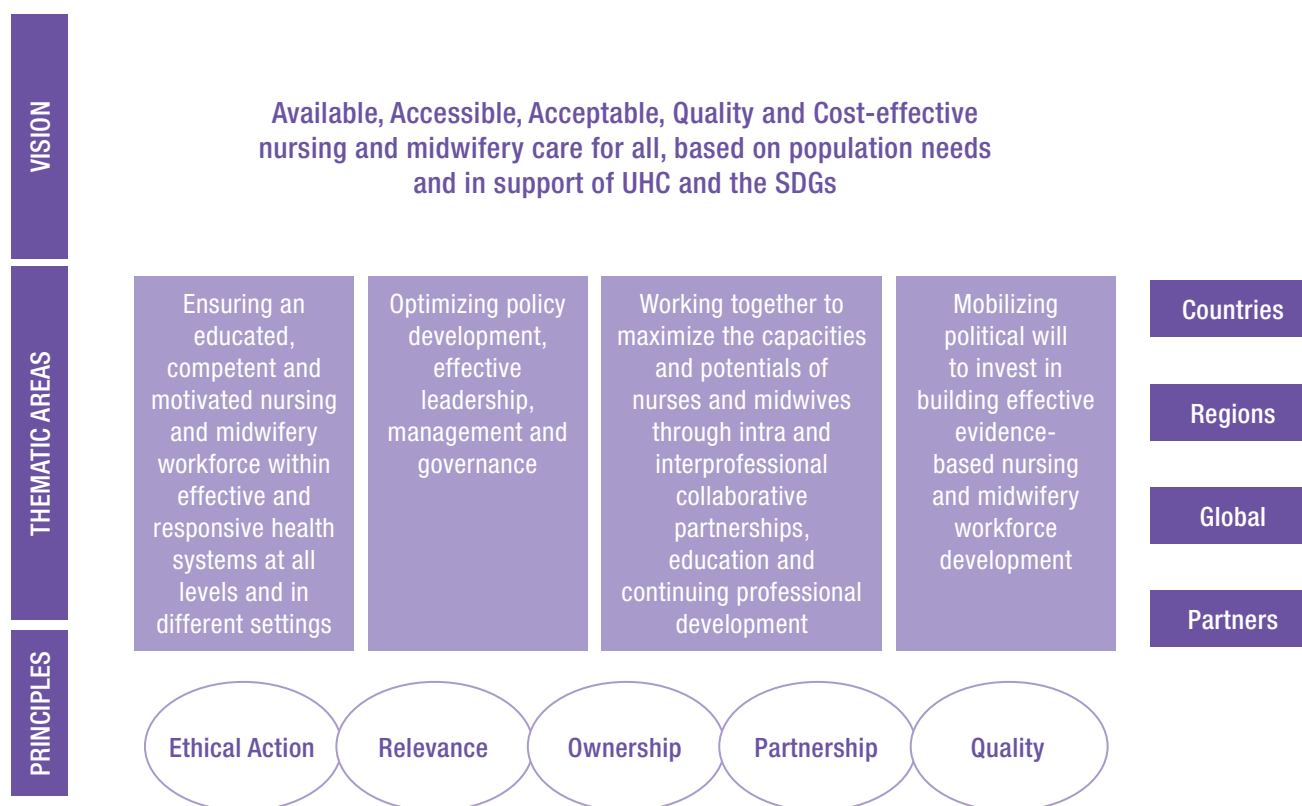 VISION
Available, Accessible, Acceptable, Quality and Cost-effective
nursing and midwifery care for all, based on population needs
and in support of UHC and the SDGs
THEMATIC AREAS
Ensuring an
educated,
competent and
motivated nursing
and midwifery
workforce within
effective and
responsive health
systems at all
levels and in
different settings
Optimizing policy
development,
effective
leadership,
management and
governance
Working together to
maximize the capacities
and potentials of
nurses and midwives
through intra and
interprofessional
collaborative
partnerships,
education and
continuing professional
development
Mobilizing
political will
to invest in
building effective
evidence-
based nursing
and midwifery
workforce
development
Countries
Regions
Global
Partners
PRINCIPLES
Ethical Action
Relevance
Ownership
Partnership
Quality